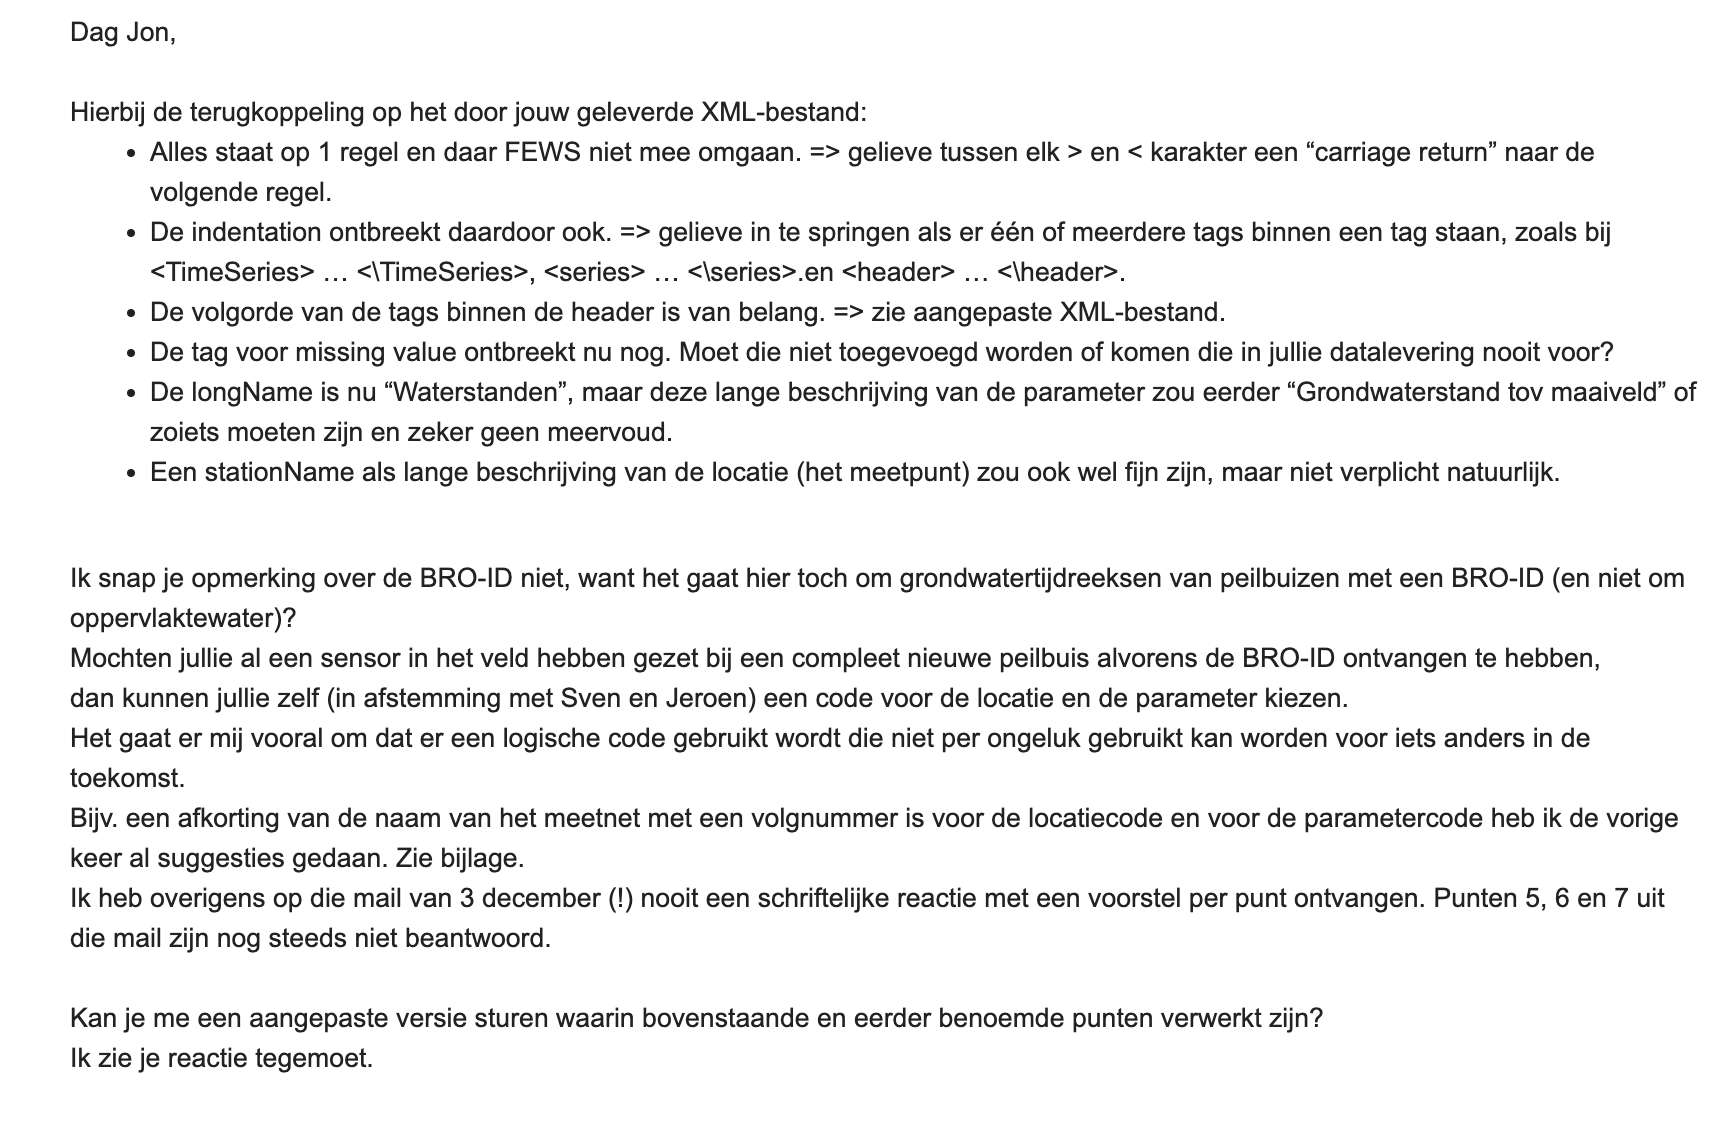 Dag Jon,
Hierbij de terugkoppeling op het door jouw geleverde XML-bestand:
• Alles staat op 1 regel en daar FEWS niet mee omgaan. => gelieve tussen elk > en < karakter een “carriage return” naar de
volgende regel.
• De indentation ontbreekt daardoor ook. => gelieve in te springen als er één of meerdere tags binnen een tag staan, zoals bij
<TimeSeries> … <\TimeSeries>, <series> … <\series>.en <header> … <\header>.
• De volgorde van de tags binnen de header is van belang. => zie aangepaste XML-bestand.
• De tag voor missing value ontbreekt nu nog. Moet die niet toegevoegd worden of komen die in jullie datalevering nooit voor?
• De longName is nu “Waterstanden”, maar deze lange beschrijving van de parameter zou eerder “Grondwaterstand tov maaiveld” of
zoiets moeten zijn en zeker geen meervoud.
• Een stationName als lange beschrijving van de locatie (het meetpunt) zou ook wel fijn zijn, maar niet verplicht natuurlijk.
Ik snap je opmerking over de BRO-ID niet, want het gaat hier toch om grondwatertijdreeksen van peilbuizen met een BRO-ID (en niet om
oppervlaktewater)?
Mochten jullie al een sensor in het veld hebben gezet bij een compleet nieuwe peilbuis alvorens de BRO-ID ontvangen te hebben,
dan kunnen jullie zelf (in afstemming met Sven en Jeroen) een code voor de locatie en de parameter kiezen.
Het gaat er mij vooral om dat er een logische code gebruikt wordt die niet per ongeluk gebruikt kan worden voor iets anders in de
toekomst.
Bijv. een afkorting van de naam van het meetnet met een volgnummer is voor de locatiecode en voor de parametercode heb ik de vorige
keer al suggesties gedaan. Zie bijlage.
Ik heb overigens op die mail van 3 december (!) nooit een schriftelijke reactie met een voorstel per punt ontvangen. Punten 5, 6 en 7 uit
die mail zijn nog steeds niet beantwoord.
Kan je me een aangepaste versie sturen waarin bovenstaande en eerder benoemde punten verwerkt zijn?
Ik zie je reactie tegemoet.